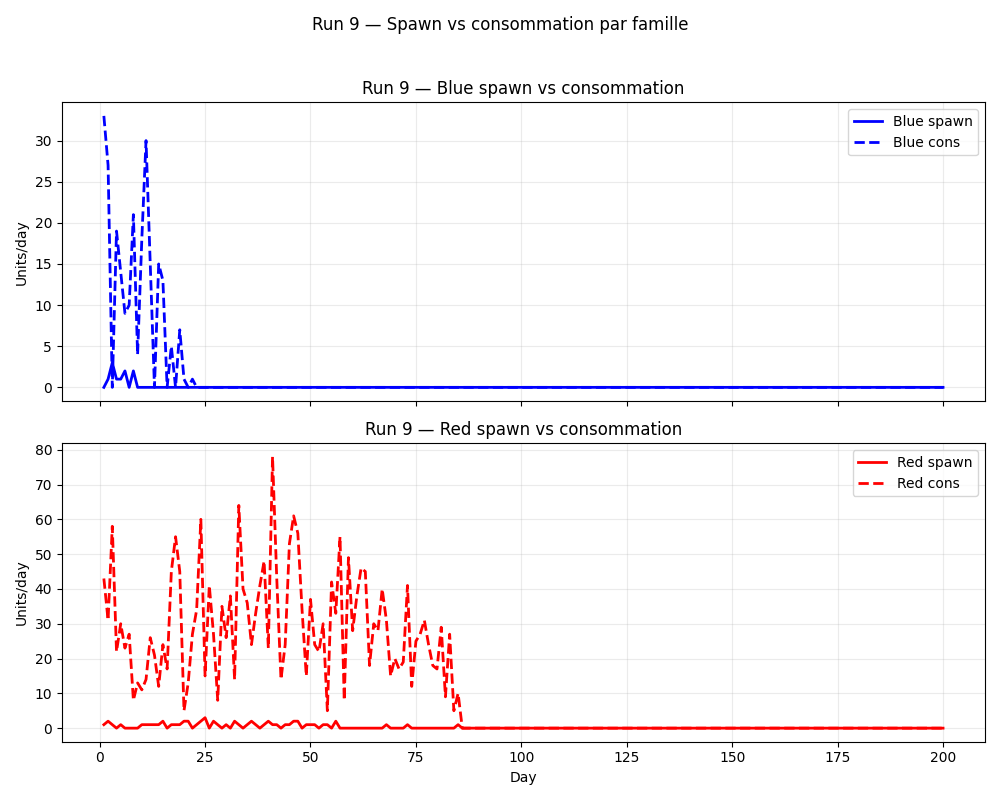 Run 9 — Spawn vs consommation par famille
Run 9 — Blue spawn vs consommation
Units/day
30
25
20
15
10
5
0
Blue spawn
Blue cons
Run 9 — Red spawn vs consommation
Units/day
80
70
60
50
40
30
20
10
0
Red spawn
Red cons
0 25 50 75 100 125 150 175 200
Day